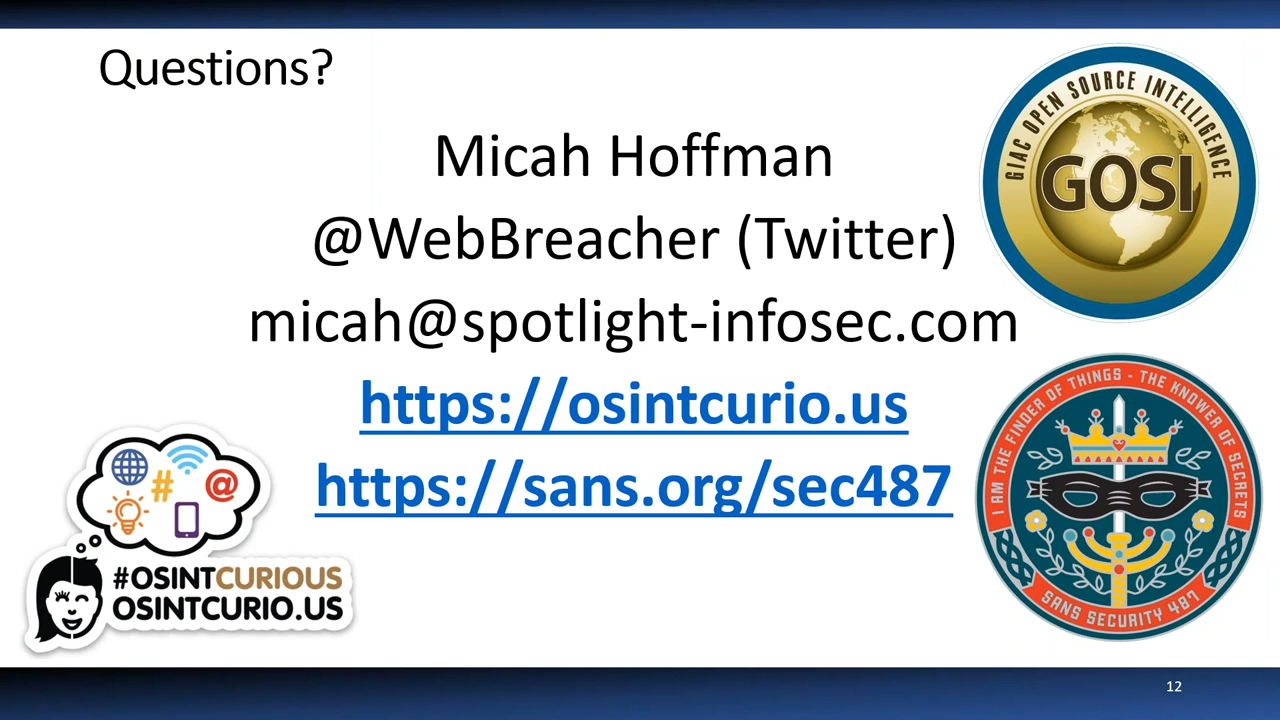 Questions?
Micah Hoffman
@WebBreacher (Twitter)
micah@spotlight-infosec.com
https://osintcurio.us
https://sans.org/sec487
GIAC OPEN SOURCE INTELLIGENCE
GOSI
I AM THE FINDER OF THINGS - THE KNOWER OF SECRETS
SANS SECURITY 487
# @
#OSINTCURIOUS
OSINTCURIO.US
12